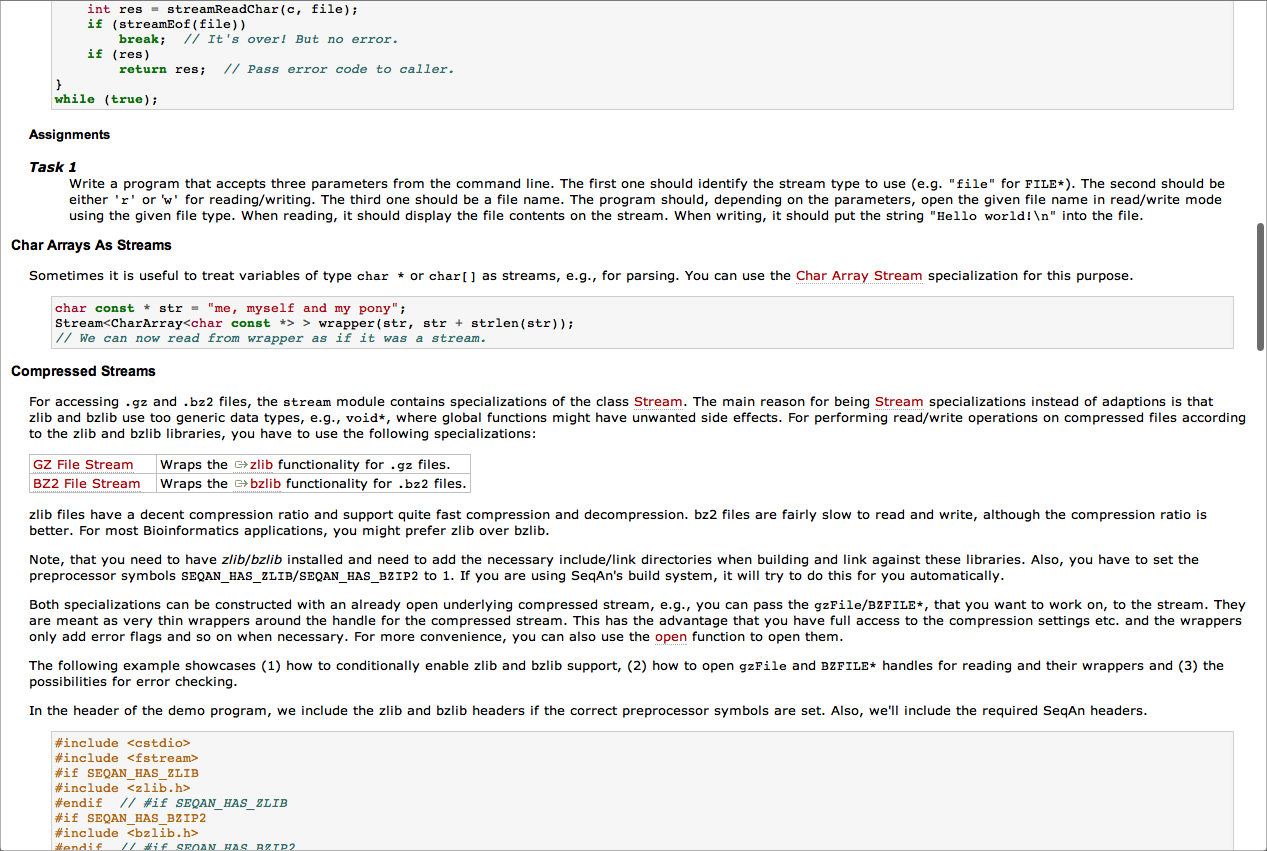 int res = streamReadChar(c, file);
if (streamEof(file))
break;  // It's over! But no error.
if (res)
return res;  // Pass error code to caller.
}
while (true);
Assignments
Task 1
Write a program that accepts three parameters from the command line. The first one should identify the stream type to use (e.g. "file" for FILE*). The second should be
either 'r' or 'w' for reading/writing. The third one should be a file name. The program should, depending on the parameters, open the given file name in read/write mode
using the given file type. When reading, it should display the file contents on the stream. When writing, it should put the string "Hello world!\n" into the file.
Char Arrays As Streams
Sometimes it is useful to treat variables of type char * or char[] as streams, e.g., for parsing. You can use the Char Array Stream specialization for this purpose.
char const * str = "me, myself and my pony";
Stream<CharArray<char const *> > wrapper(str, str + strlen(str));
// We can now read from wrapper as if it was a stream.
Compressed Streams
For accessing .gz and .bz2 files, the stream module contains specializations of the class Stream. The main reason for being Stream specializations instead of adaptions is that
zlib and bzlib use too generic data types, e.g., void*, where global functions might have unwanted side effects. For performing read/write operations on compressed files according
to the zlib and bzlib libraries, you have to use the following specializations:
GZ File Stream Wraps the zlib functionality for .gz files.
BZ2 File Stream Wraps the bzlib functionality for .bz2 files.
zlib files have a decent compression ratio and support quite fast compression and decompression. bz2 files are fairly slow to read and write, although the compression ratio is
better. For most Bioinformatics applications, you might prefer zlib over bzlib.
Note, that you need to have zlib/bzlib installed and need to add the necessary include/link directories when building and link against these libraries. Also, you have to set the
preprocessor symbols SEQAN_HAS_ZLIB/SEQAN_HAS_BZIP2 to 1. If you are using SeqAn's build system, it will try to do this for you automatically.
Both specializations can be constructed with an already open underlying compressed stream, e.g., you can pass the gzFile/BZFILE*, that you want to work on, to the stream. They
are meant as very thin wrappers around the handle for the compressed stream. This has the advantage that you have full access to the compression settings etc. and the wrappers
only add error flags and so on when necessary. For more convenience, you can also use the open function to open them.
The following example showcases (1) how to conditionally enable zlib and bzlib support, (2) how to open gzFile and BZFILE* handles for reading and their wrappers and (3) the
possibilities for error checking.
In the header of the demo program, we include the zlib and bzlib headers if the correct preprocessor symbols are set. Also, we'll include the required SeqAn headers.
#include <cstdio>
#include <fstream>
#if SEQAN_HAS_ZLIB
#include <zlib.h>
#endif  // #if SEQAN_HAS_ZLIB
#if SEQAN_HAS_BZIP2
#include <bzlib.h>
#endif  // #if SEQAN_HAS_BZIP2